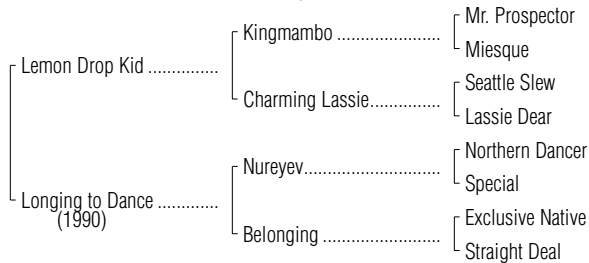 Mr. Prospector
Kingmambo ......................
Miesque
Lemon Drop Kid ...............
Seattle Slew
Charming Lassie...............
Lassie Dear
Northern Dancer
Nureyev.............................
Special
Longing to Dance .............
(1990)
Exclusive Native
Belonging .........................
Straight Deal